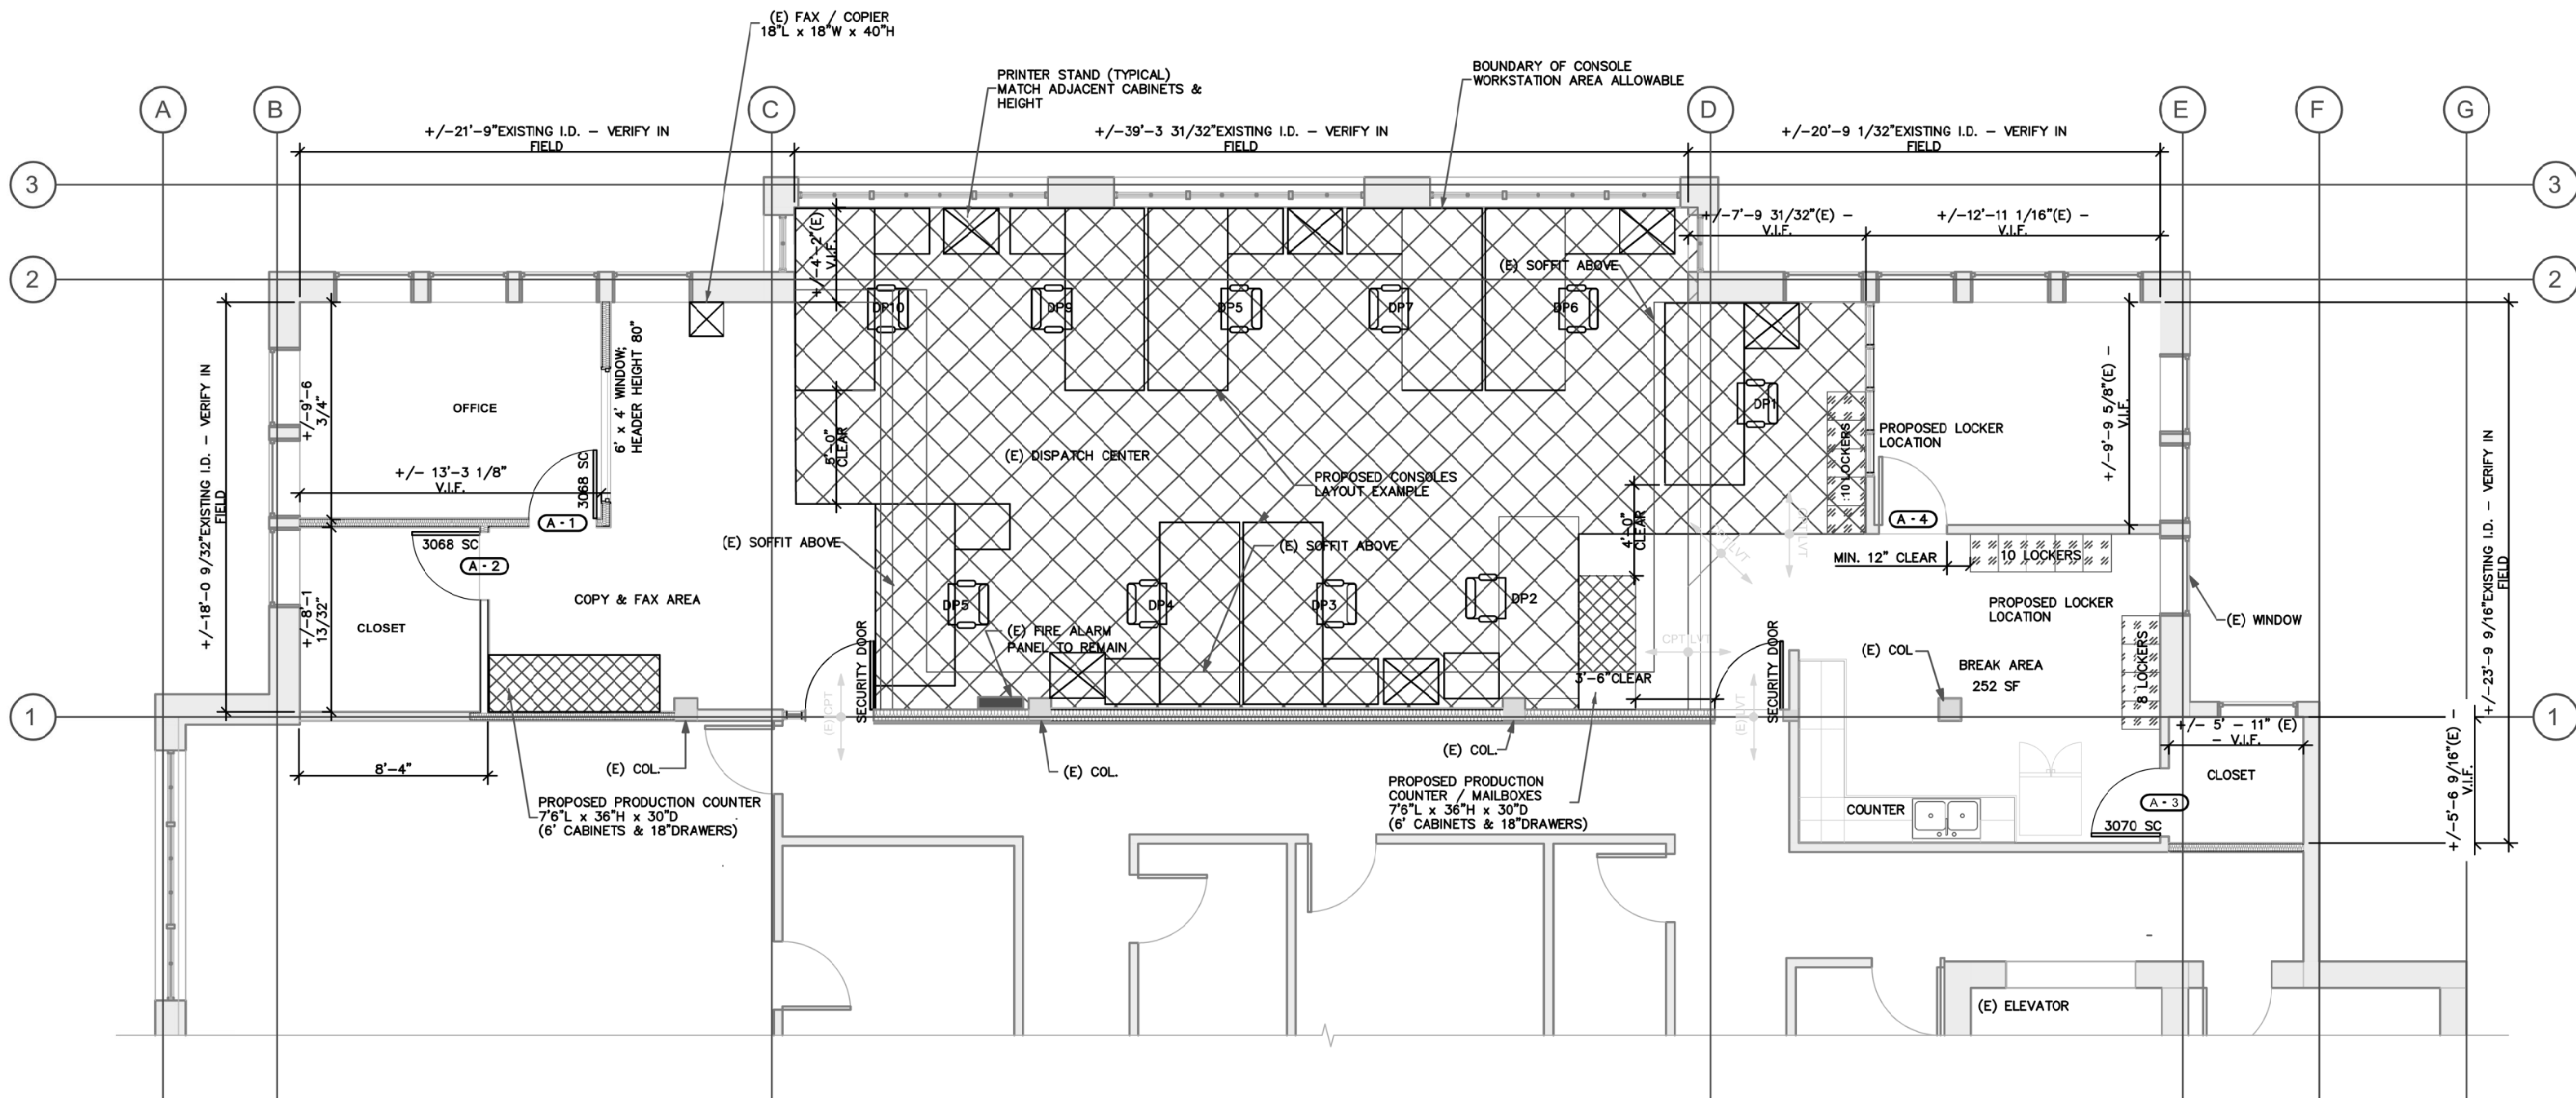 (E) FAX / COPIER
18"L x 18"W x 40"H
PRINTER STAND (TYPICAL)
MATCH ADJACENT CABINETS &
HEIGHT
BOUNDARY OF CONSOLE
WORKSTATION AREA ALLOWABLE
A
B
C
D
E
F
G
+/-21'-9"EXISTING I.D. - VERIFY IN
FIELD
+/-39'-3 31/32"EXISTING I.D. - VERIFY IN
FIELD
+/-20'-9 1/32"EXISTING I.D. - VERIFY IN
FIELD
3
3
+/-7'-9 31/32"(E) -
V.I.F.
+/-12'-11 1/16"(E) -
V.I.F.
+/-4'-2"(E)
V.I.F.
2
2
(E) SOFFIT ABOVE
DP10
DP9
DP5
DP7
DP6
DP1
+/-18'-0 9/32"EXISTING I.D. - VERIFY IN
FIELD
+/-9'-6
3/4"
OFFICE
6' x 4' WINDOW;
HEADER HEIGHT 80"
+/- 13'-3 1/8"
V.I.F.
3068 SC
A - 1
5'-0"
CLEAR
(E) DISPATCH CENTER
PROPOSED CONSOLES
LAYOUT EXAMPLE
10 LOCKERS
PROPOSED LOCKER
LOCATION
+/-9'-9 5/8"(E) -
V.I.F.
+/-23'-9 9/16"EXISTING I.D. - VERIFY IN
FIELD
A - 4
3068 SC
A - 2
(E) SOFFIT ABOVE
(E) SOFFIT ABOVE
4'-0"
CLEAR
CPT LVT
MIN. 12" CLEAR
10 LOCKERS
+/-8'-1
13/32"
CLOSET
COPY & FAX AREA
DP5
DP4
DP3
DP2
(E) FIRE ALARM
PANEL TO REMAIN
SECURITY DOOR
CPT LVT
SECURITY DOOR
PROPOSED LOCKER
LOCATION
(E) WINDOW
(E) COL
BREAK AREA
252 SF
8 LOCKERS
3'-6"CLEAR
1
1
(E) CPT
(E) LVT
+/- 5' - 11" (E)
- V.I.F.
+/-5'-6 9/16"(E) -
V.I.F.
8'-4"
(E) COL.
(E) COL.
(E) COL.
CLOSET
PROPOSED PRODUCTION COUNTER
7'6"L x 36"H x 30"D
(6' CABINETS & 18"DRAWERS)
PROPOSED PRODUCTION
COUNTER / MAILBOXES
7'6"L x 36"H x 30"D
(6' CABINETS & 18"DRAWERS)
COUNTER
A - 3
3070 SC
(E) ELEVATOR